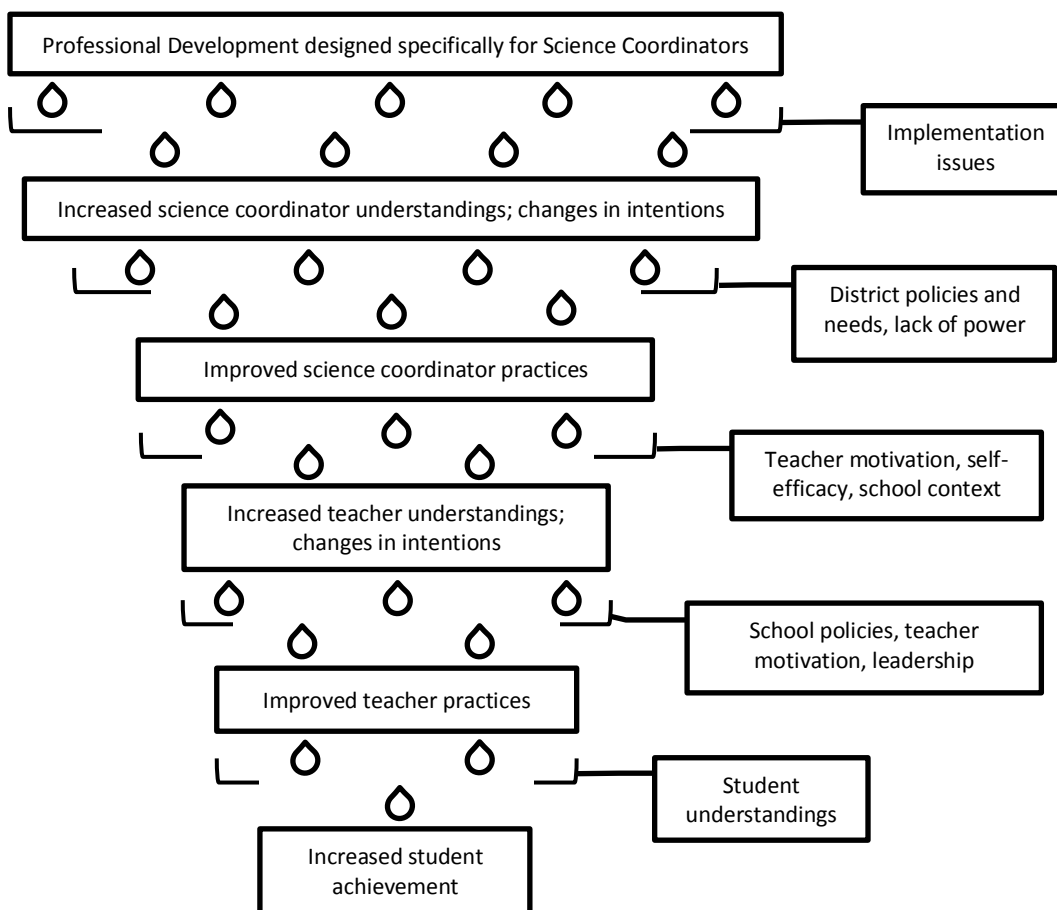 Professional Development designed specifically for Science Coordinators
Implementation
issues
Increased science coordinator understandings; changes in intentions
District policies and
needs, lack of power
Improved science coordinator practices
Teacher motivation, self-
efficacy, school context
Increased teacher understandings;
changes in intentions
School policies, teacher
motivation, leadership
Improved teacher practices
Student
understandings
Increased student
achievement